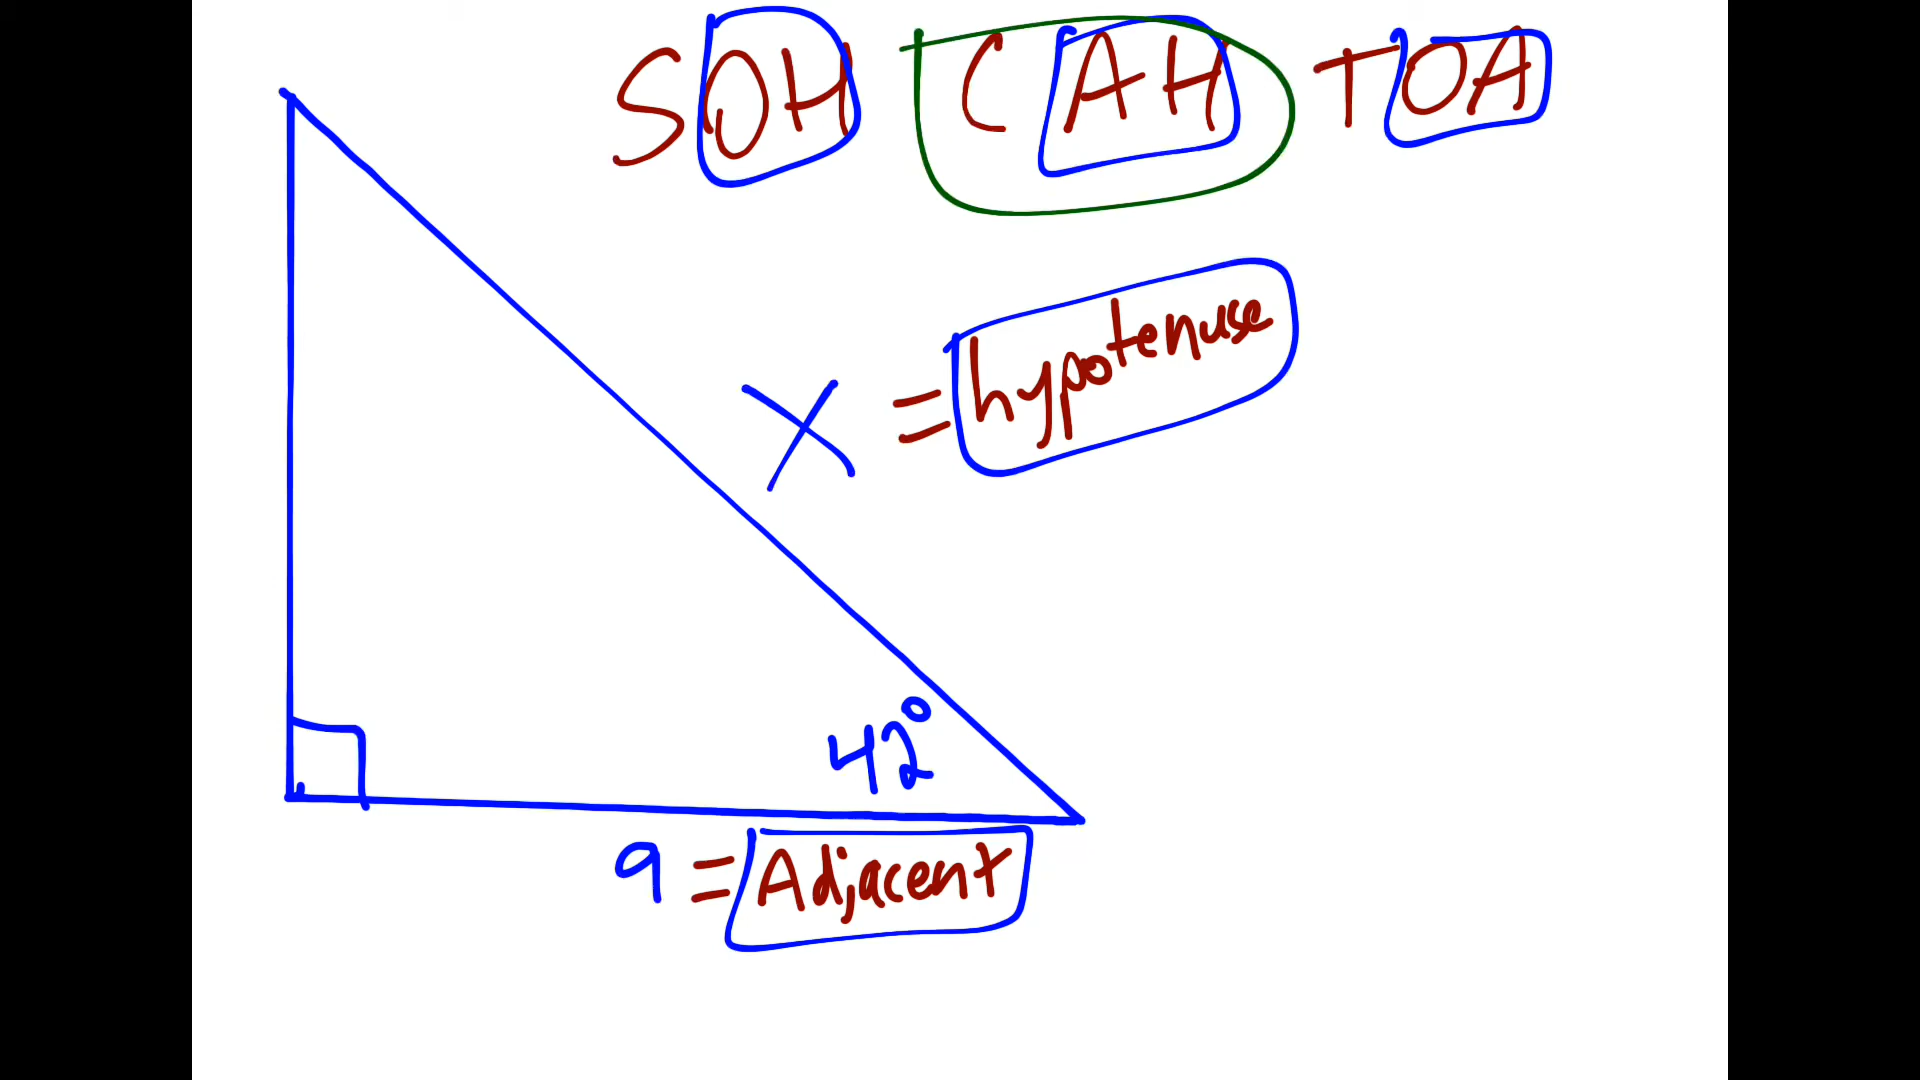 SOH CAH TOA
X = hypotenuse
42°
9 = Adjacent